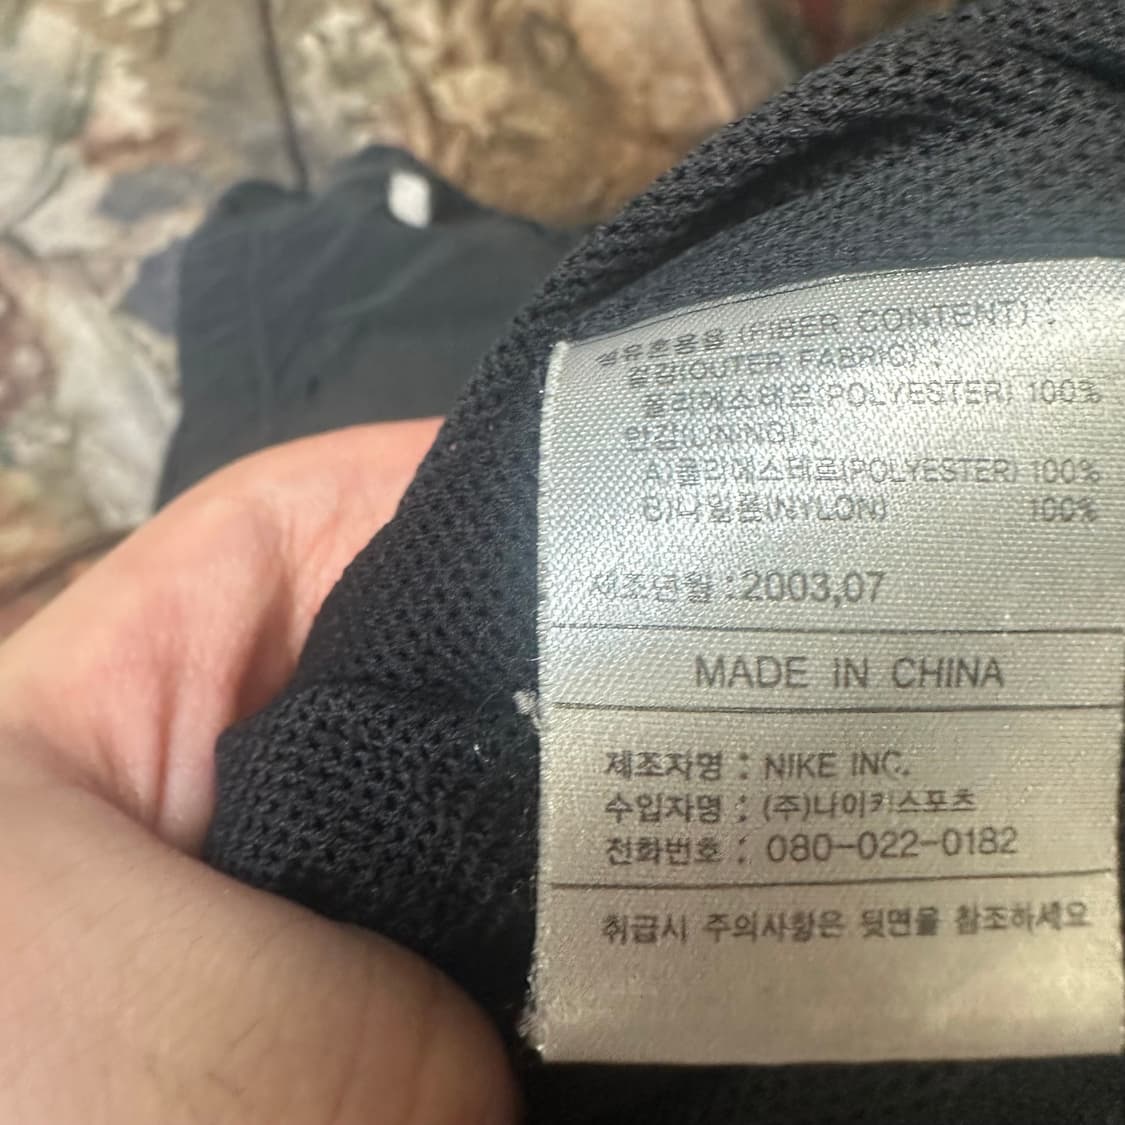 섬유혼용율 (FIBER CONTENT) :
겉감(OUTER FABRIC) :
폴리에스테르 POLYESTER) 100%
안감(LINING) :
A)폴리에스테르(POLYESTER) 100%
B)나일론(NYLON) 100%
제조년월 : 2003,07
MADE IN CHINA
제조자명 : NIKE INC.
수입자명 : (주)나이키스포츠
전화번호 : 080-022-0182
취급시 주의사항은 뒷면을 참조하세요